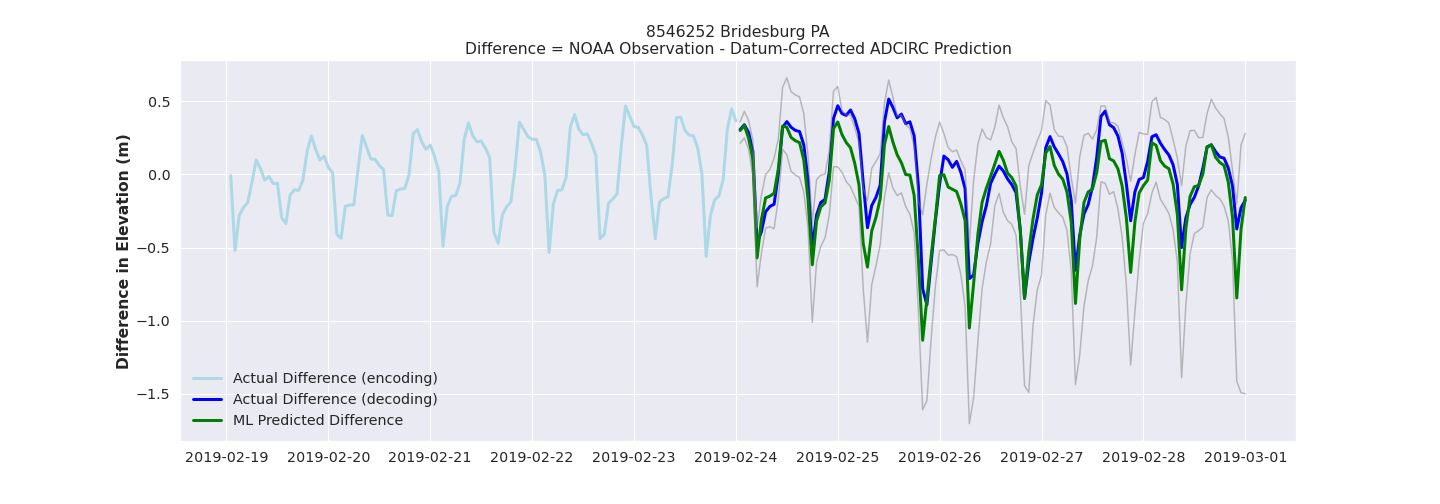 8546252 Bridesburg PA
Difference = NOAA Observation - Datum-Corrected ADCIRC Prediction
Difference in Elevation (m)
0.5
0.0
−0.5
−1.0
−1.5
Actual Difference (encoding)
Actual Difference (decoding)
ML Predicted Difference
2019-02-19 2019-02-20 2019-02-21 2019-02-22 2019-02-23 2019-02-24 2019-02-25 2019-02-26 2019-02-27 2019-02-28 2019-03-01